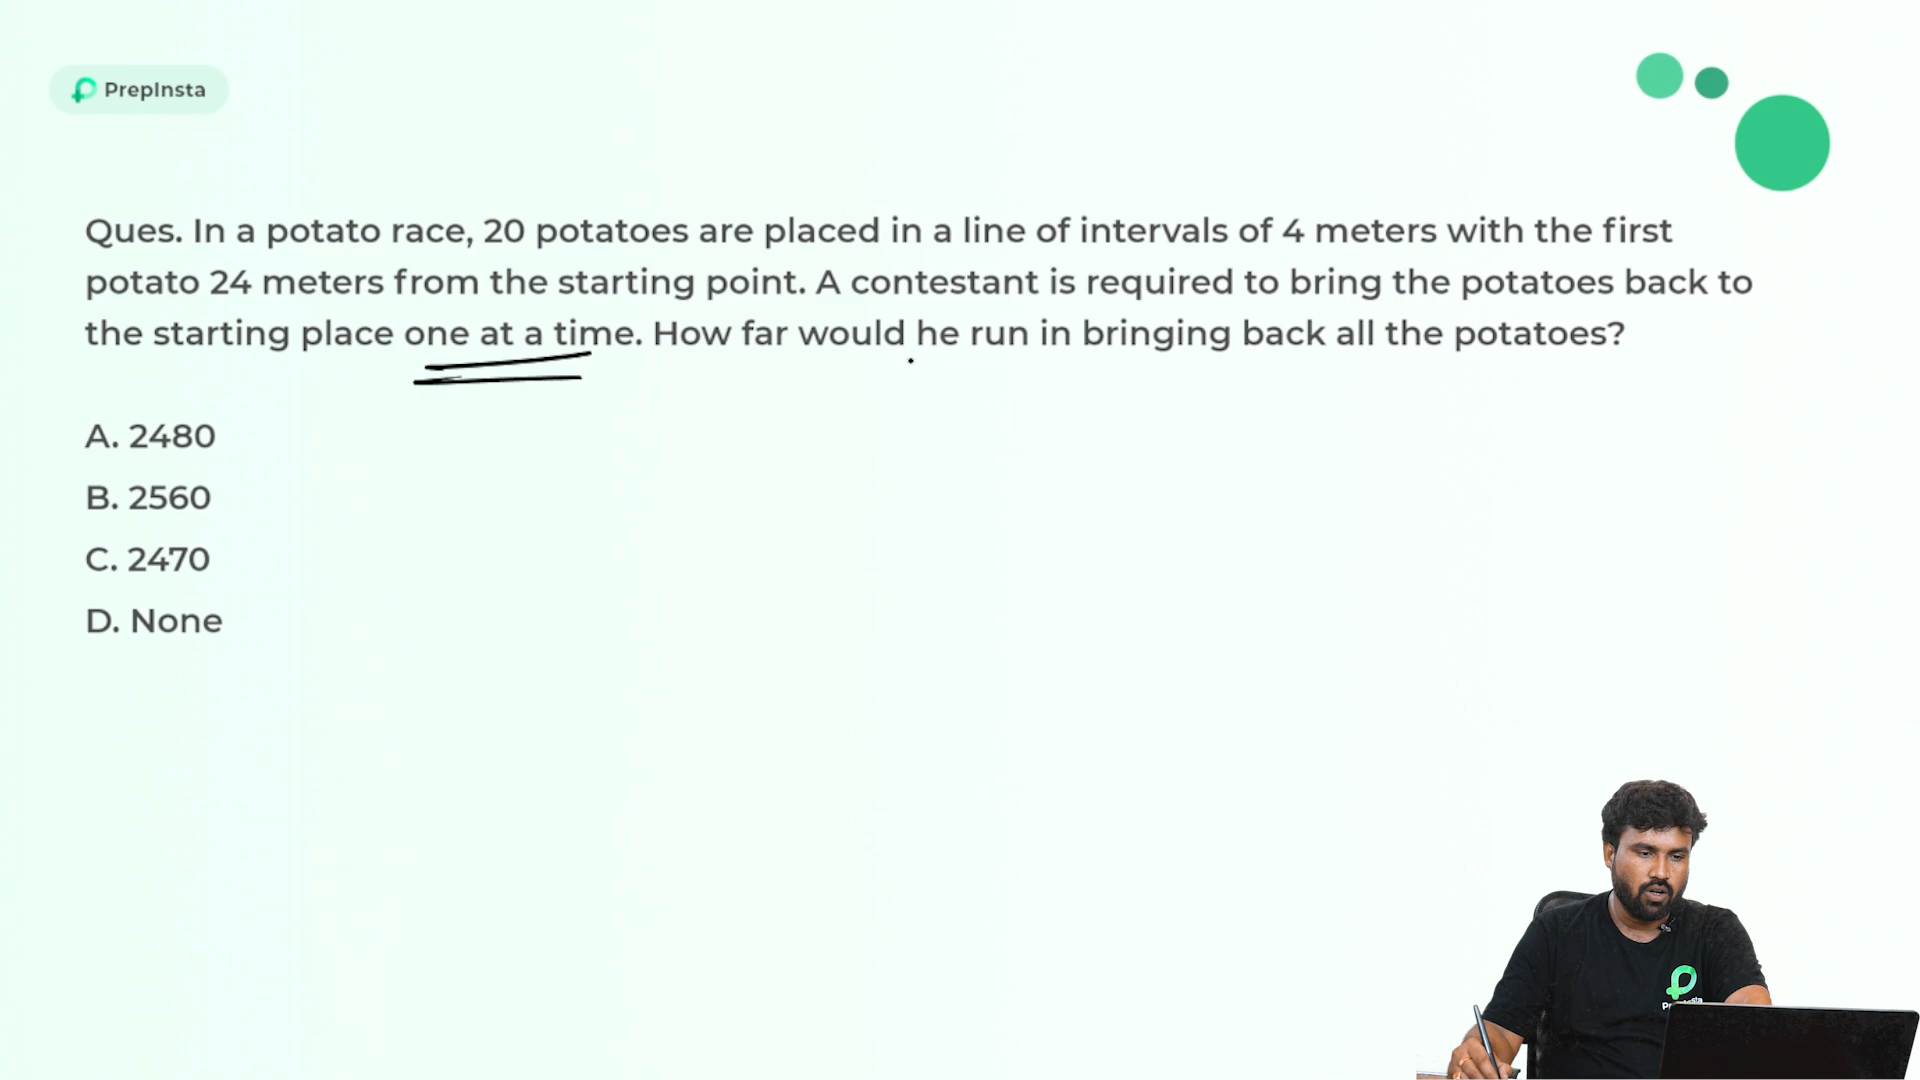 PrepInsta
Ques. In a potato race, 20 potatoes are placed in a line of intervals of 4 meters with the first
potato 24 meters from the starting point. A contestant is required to bring the potatoes back to
the starting place one at a time. How far would he run in bringing back all the potatoes?
A. 2480
B. 2560
C. 2470
D. None